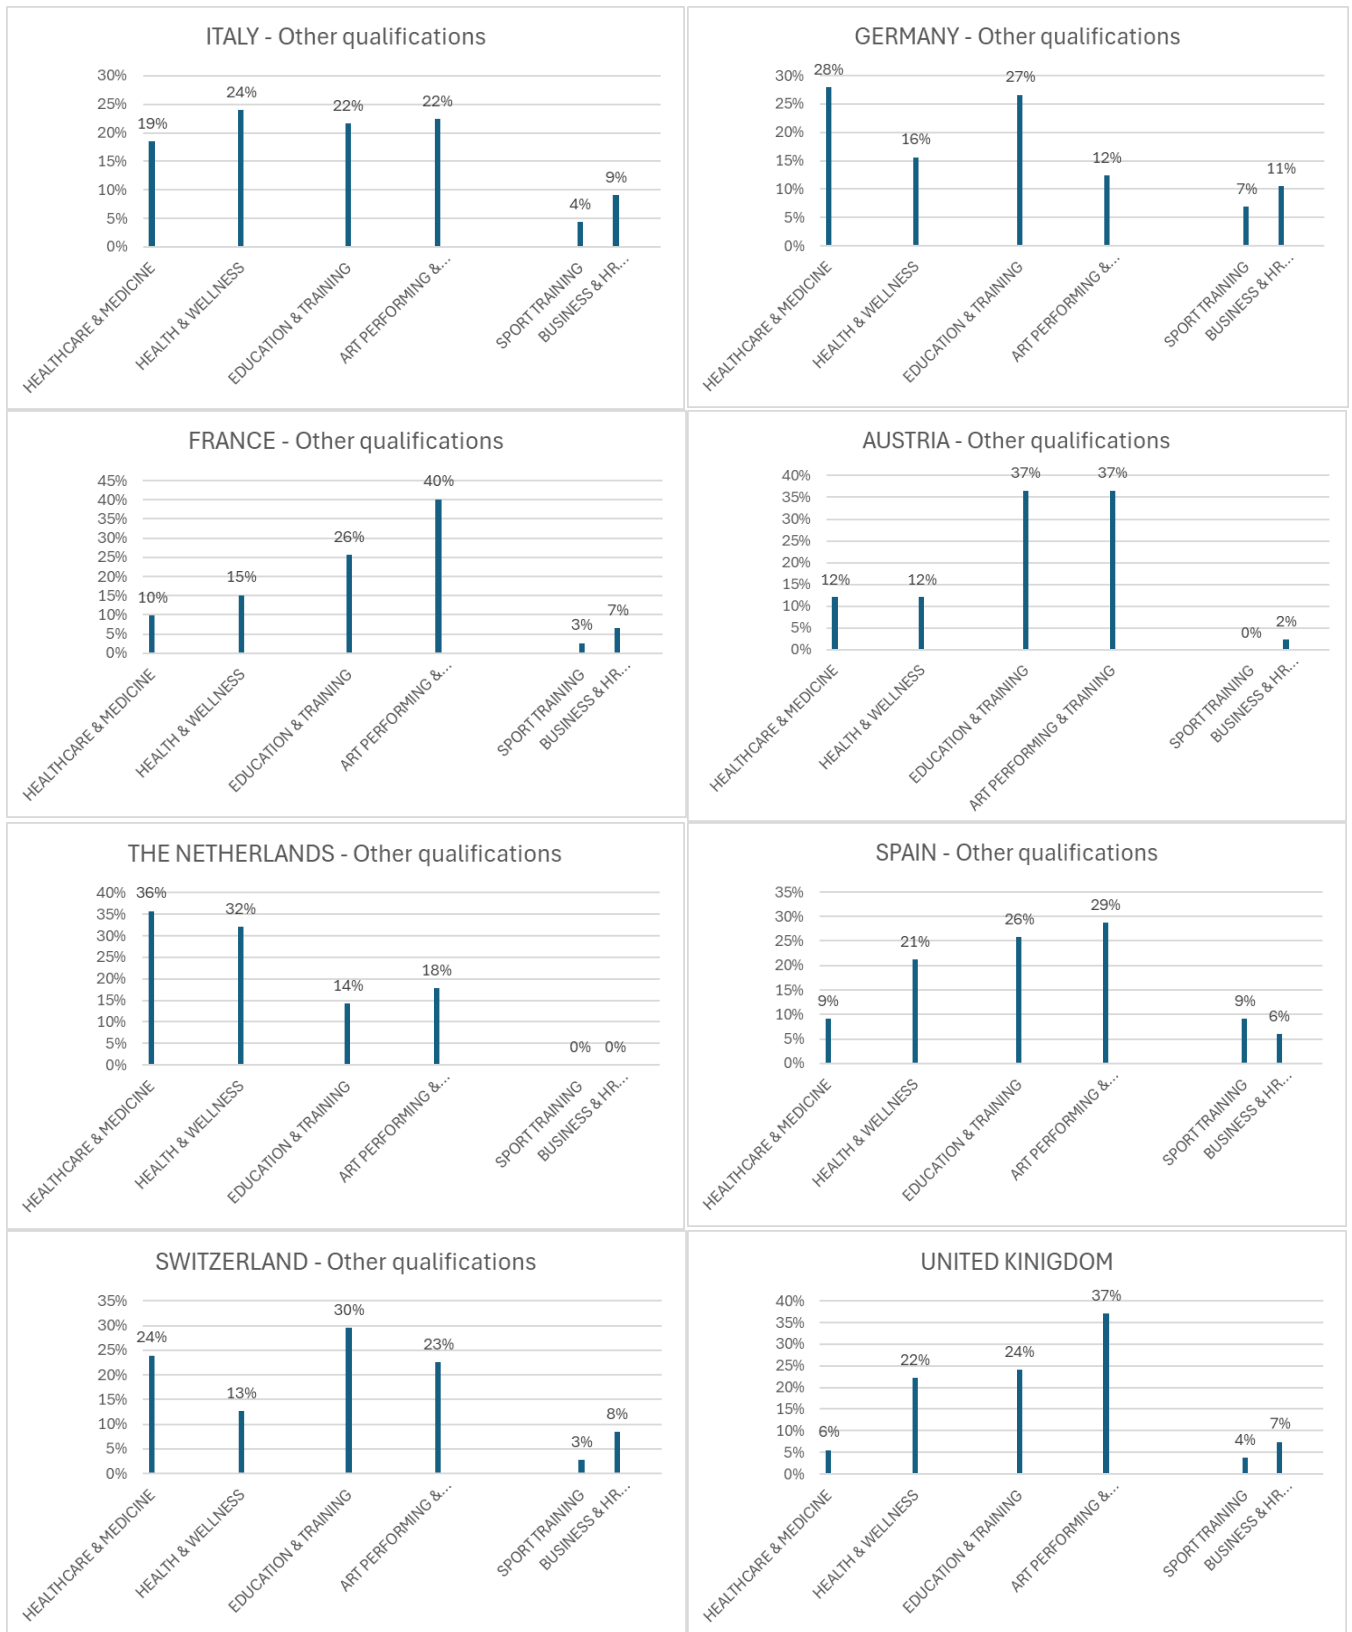 ITALY - Other qualifications
30%
25%
20%
15%
10%
5%
0%
19%
24%
22%
22%
4%
9%
HEALTHCARE & MEDICINE
HEALTH & WELLNESS
EDUCATION & TRAINING
ART PERFORMING &...
SPORT TRAINING
BUSINESS & HR...
GERMANY - Other qualifications
30%
25%
20%
15%
10%
5%
0%
28%
16%
27%
12%
7%
11%
HEALTHCARE & MEDICINE
HEALTH & WELLNESS
EDUCATION & TRAINING
ART PERFORMING &...
SPORT TRAINING
BUSINESS & HR...
FRANCE - Other qualifications
45%
40%
35%
30%
25%
20%
15%
10%
5%
0%
10%
15%
26%
40%
3%
7%
HEALTHCARE & MEDICINE
HEALTH & WELLNESS
EDUCATION & TRAINING
ART PERFORMING &...
SPORT TRAINING
BUSINESS & HR...
AUSTRIA - Other qualifications
40%
35%
30%
25%
20%
15%
10%
5%
0%
12%
12%
37%
37%
0%
2%
HEALTHCARE & MEDICINE
HEALTH & WELLNESS
EDUCATION & TRAINING
ART PERFORMING & TRAINING
SPORT TRAINING
BUSINESS & HR...
THE NETHERLANDS - Other qualifications
40%
35%
30%
25%
20%
15%
10%
5%
0%
36%
32%
14%
18%
0%
0%
HEALTHCARE & MEDICINE
HEALTH & WELLNESS
EDUCATION & TRAINING
ART PERFORMING &...
SPORT TRAINING
BUSINESS & HR...
SPAIN - Other qualifications
35%
30%
25%
20%
15%
10%
5%
0%
9%
21%
26%
29%
9%
6%
HEALTHCARE & MEDICINE
HEALTH & WELLNESS
EDUCATION & TRAINING
ART PERFORMING &...
SPORT TRAINING
BUSINESS & HR...
SWITZERLAND - Other qualifications
35%
30%
25%
20%
15%
10%
5%
0%
24%
13%
30%
23%
3%
8%
HEALTHCARE & MEDICINE
HEALTH & WELLNESS
EDUCATION & TRAINING
ART PERFORMING &...
SPORT TRAINING
BUSINESS & HR...
UNITED KINIGDOM
40%
35%
30%
25%
20%
15%
10%
5%
0%
6%
22%
24%
37%
4%
7%
HEALTHCARE & MEDICINE
HEALTH & WELLNESS
EDUCATION & TRAINING
ART PERFORMING &...
SPORT TRAINING
BUSINESS & HR...